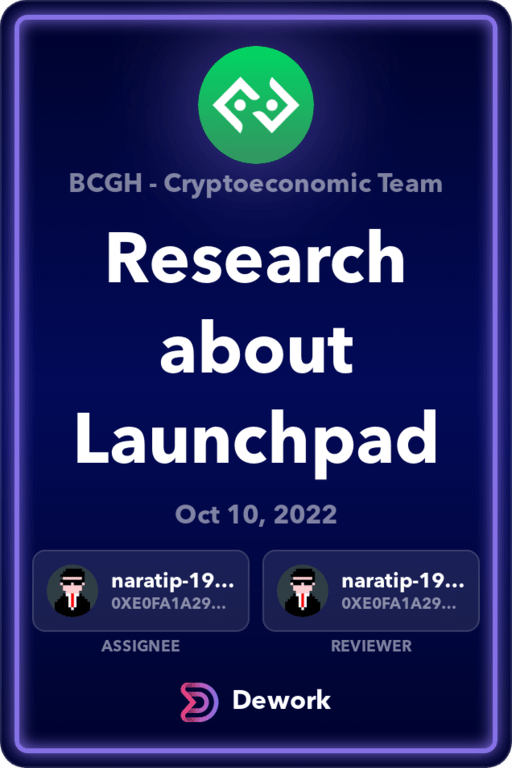 BCGH - Cryptoeconomic Team
Research
about
Launchpad
Oct 10, 2022
naratip-19...
0XE0FA1A29...
ASSIGNEE
naratip-19...
0XE0FA1A29...
REVIEWER
Dework